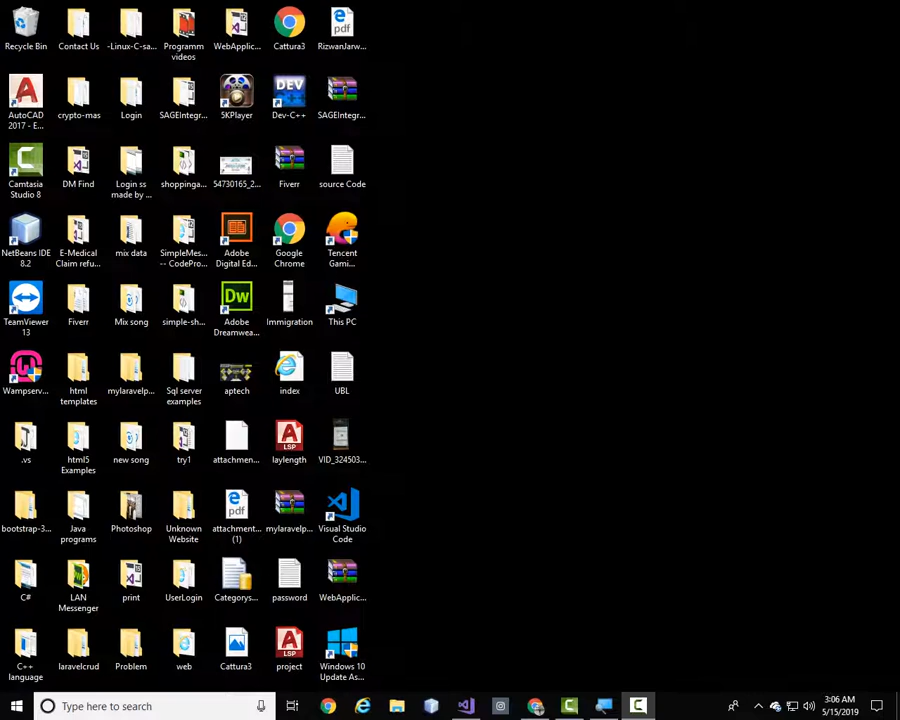 Recycle Bin
Contact Us
-Linux-C-sa...
Programm
videos
WebApplic...
Cattura3
RizwanJarw...
AutoCAD
2017 - E...
crypto-mas
Login
SAGEIntegr...
5KPlayer
DEV
Dev-C++
SAGEIntegr...
Camtasia
Studio 8
DM Find
Login ss
made by ...
shoppinga...
54730165_2...
Fiverr
source Code
NetBeans IDE
8.2
E-Medical
Claim refu...
mix data
SimpleMes...
-- CodePro...
Adobe
Digital Ed...
Google
Chrome
Tencent
Gami...
TeamViewer
13
Fiverr
Mix song
simple-sh...
Dw
Adobe
Dreamwea...
Immigration
This PC
Wampserv...
html
templates
mylaravelp...
Sql server
examples
aptech
index
UBL
.vs
html5
Examples
new song
try1
attachmen...
LSP
laylength
VID_324503...
bootstrap-3...
Java
programs
Photoshop
Unknown
Website
attachment...
(1)
mylaravelp...
Visual Studio
Code
C#
LAN
Messenger
print
UserLogin
Categorys...
password
WebApplic...
C++
language
laravelcrud
Problem
web
Cattura3
LSP
project
Windows 10
Update As...
Type here to search
3:06 AM
5/15/2019